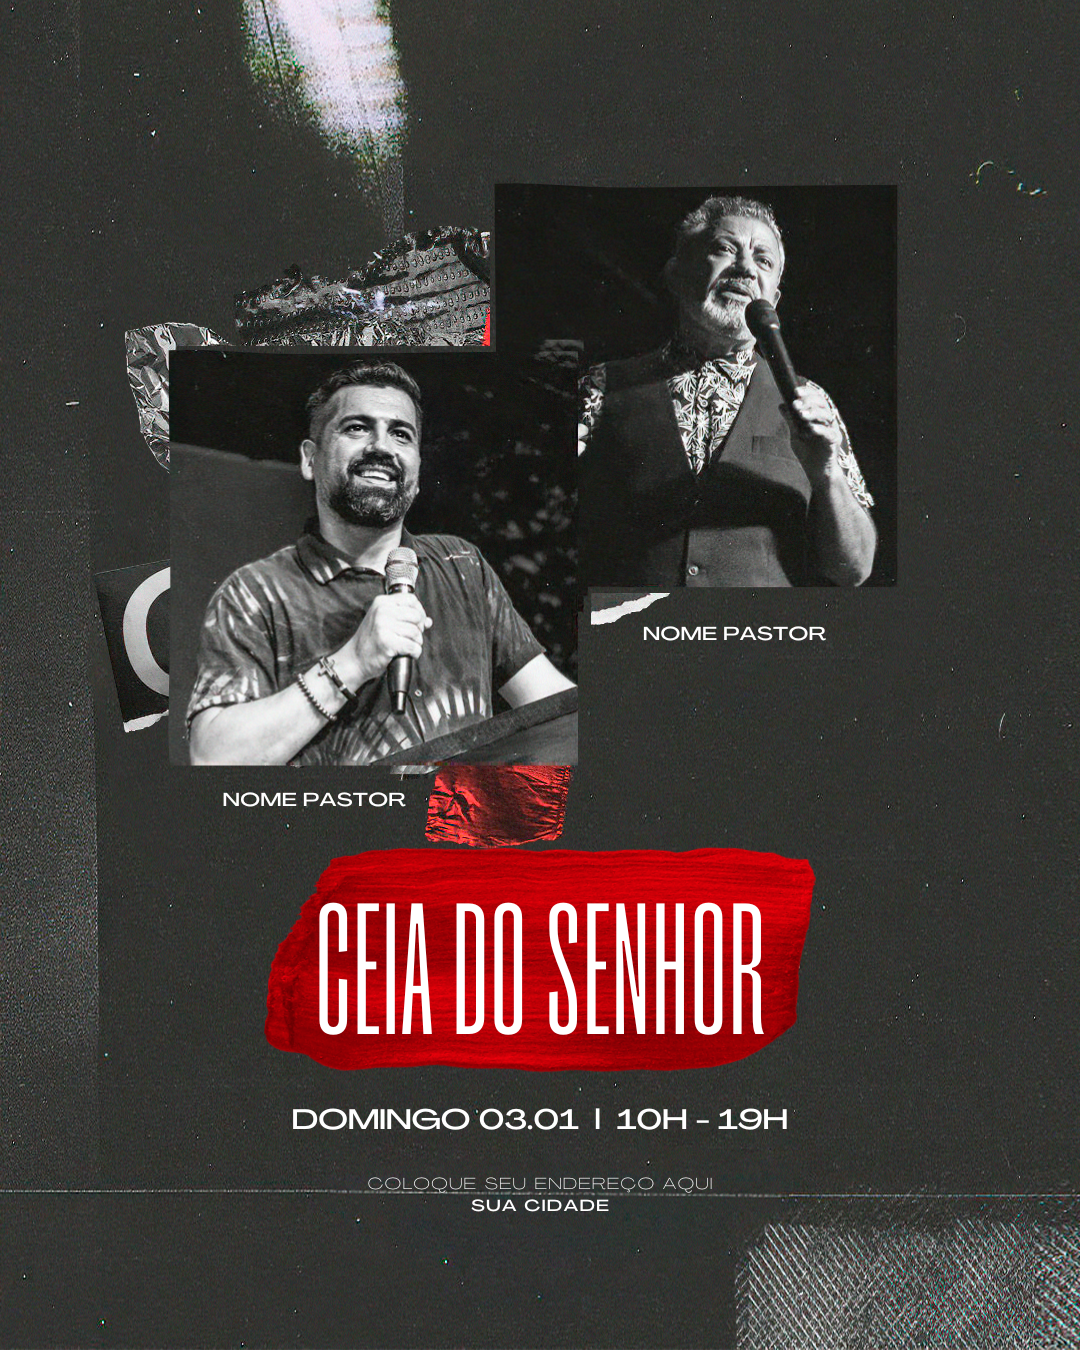 NOME PASTOR
NOME PASTOR
CEIA DO SENHOR
DOMINGO 03.01 | 10H - 19H
COLOQUE SEU ENDEREÇO AQUI
SUA CIDADE